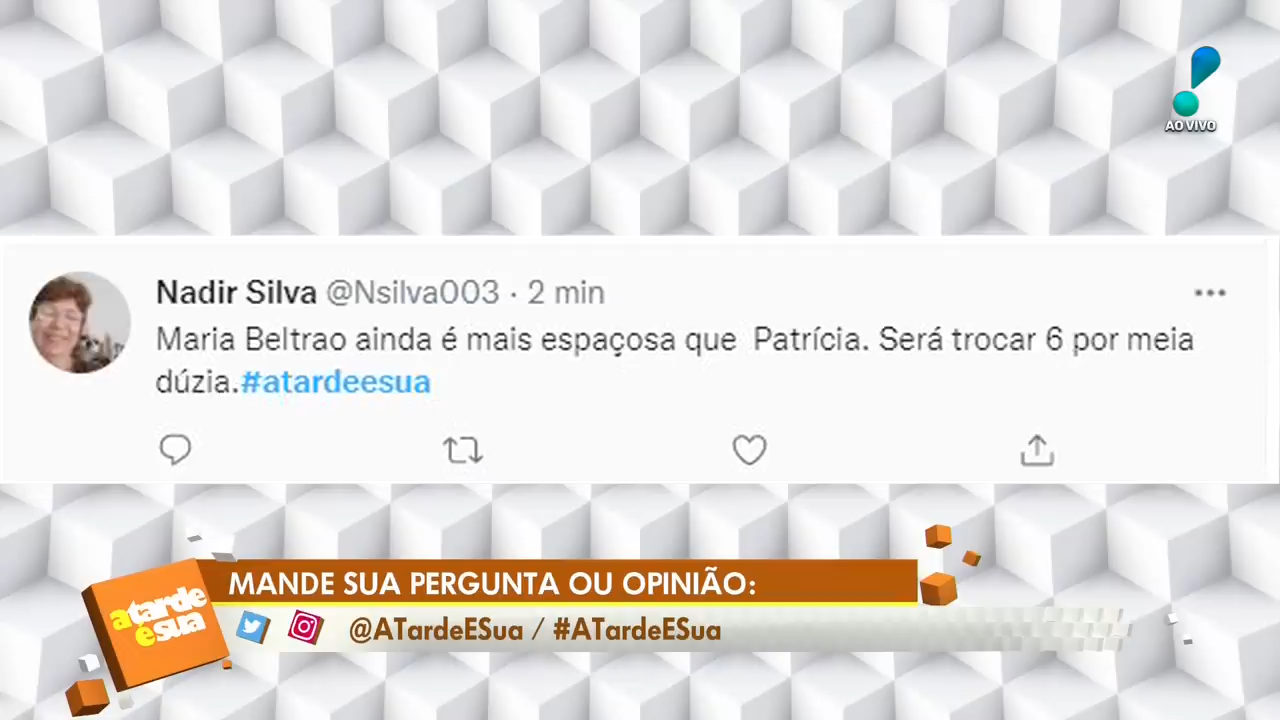 AO VIVO
Nadir Silva @Nsilva003 · 2 min
Maria Beltrao ainda é mais espaçosa que Patrícia. Será trocar 6 por meia
dúzia.#atardeesua
MANDE SUA PERGUNTA OU OPINIÃO:
a tarde
é sua
@ATardeESua / #ATardeESua